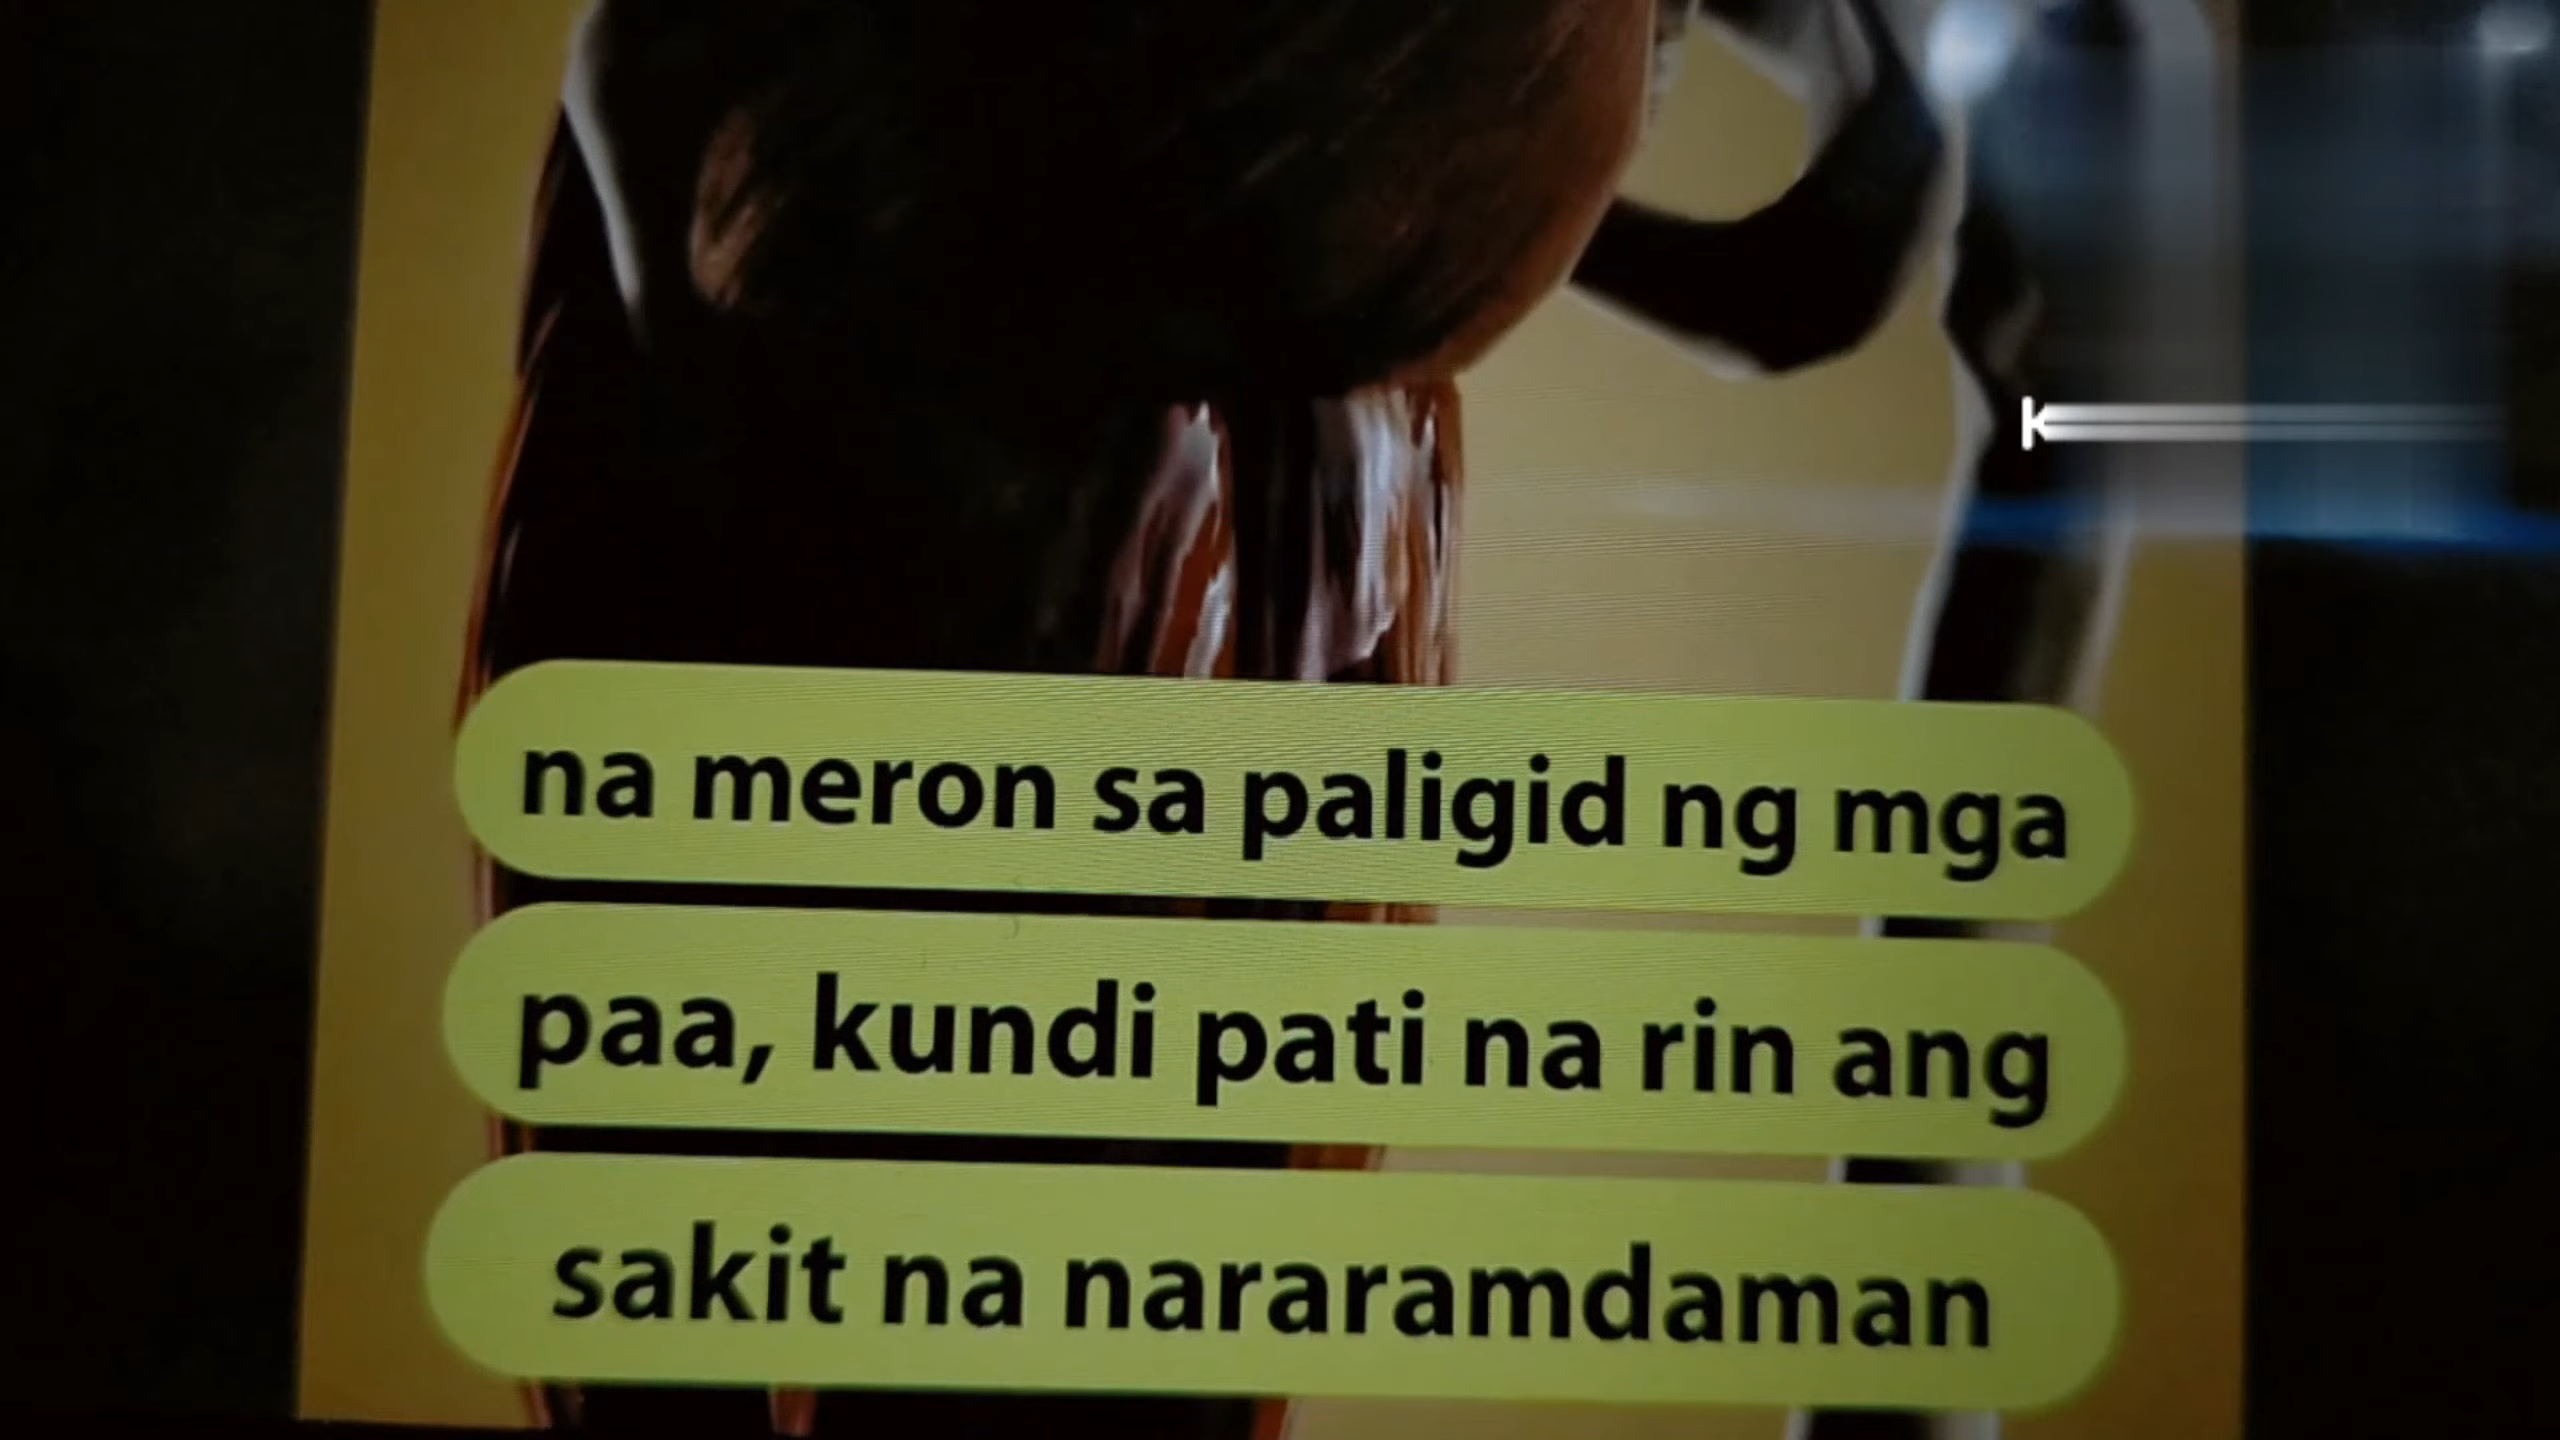 na meron sa paligid ng mga
paa, kundi pati na rin ang
sakit na nararamdaman